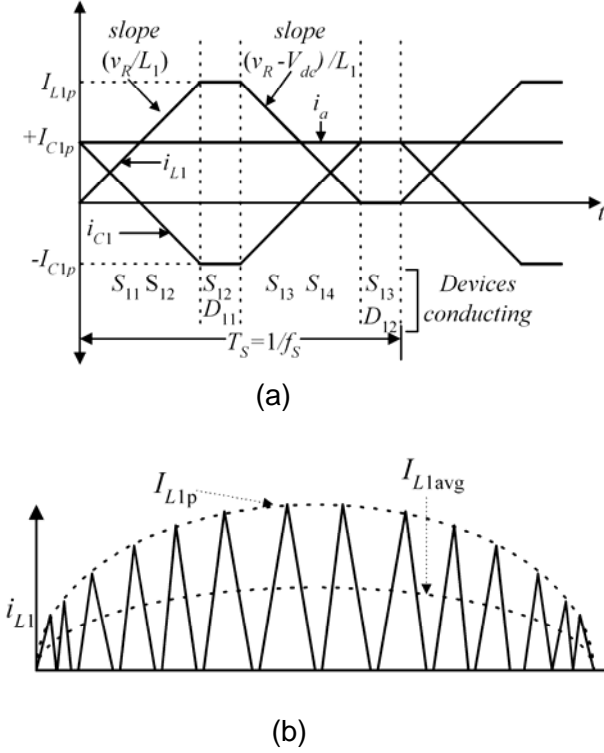 slope
(v_R/L_1)
slope
(v_R -V_dc)/L_1
I_L1p
i_a
+I_C1p
i_L1
t
i_C1
-I_C1p
S_11 S_12
S_12
D_11
S_13 S_14
S_13
D_12
Devices
conducting
T_S=1/f_S
(a)
I_L1p
I_L1avg
i_L1
(b)